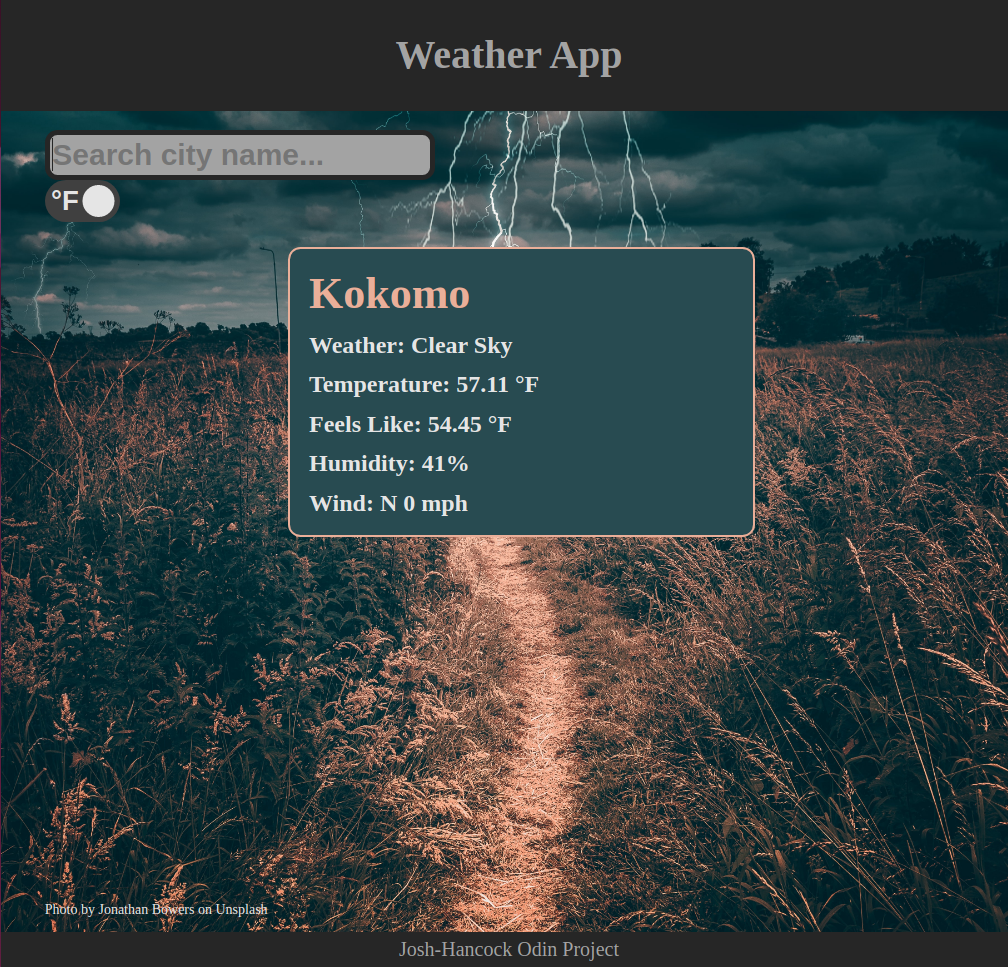 Weather App
Search city name...
°F
Kokomo
Weather: Clear Sky
Temperature: 57.11 °F
Feels Like: 54.45 °F
Humidity: 41%
Wind: N 0 mph
Photo by Jonathan Bowers on Unsplash
Josh-Hancock Odin Project